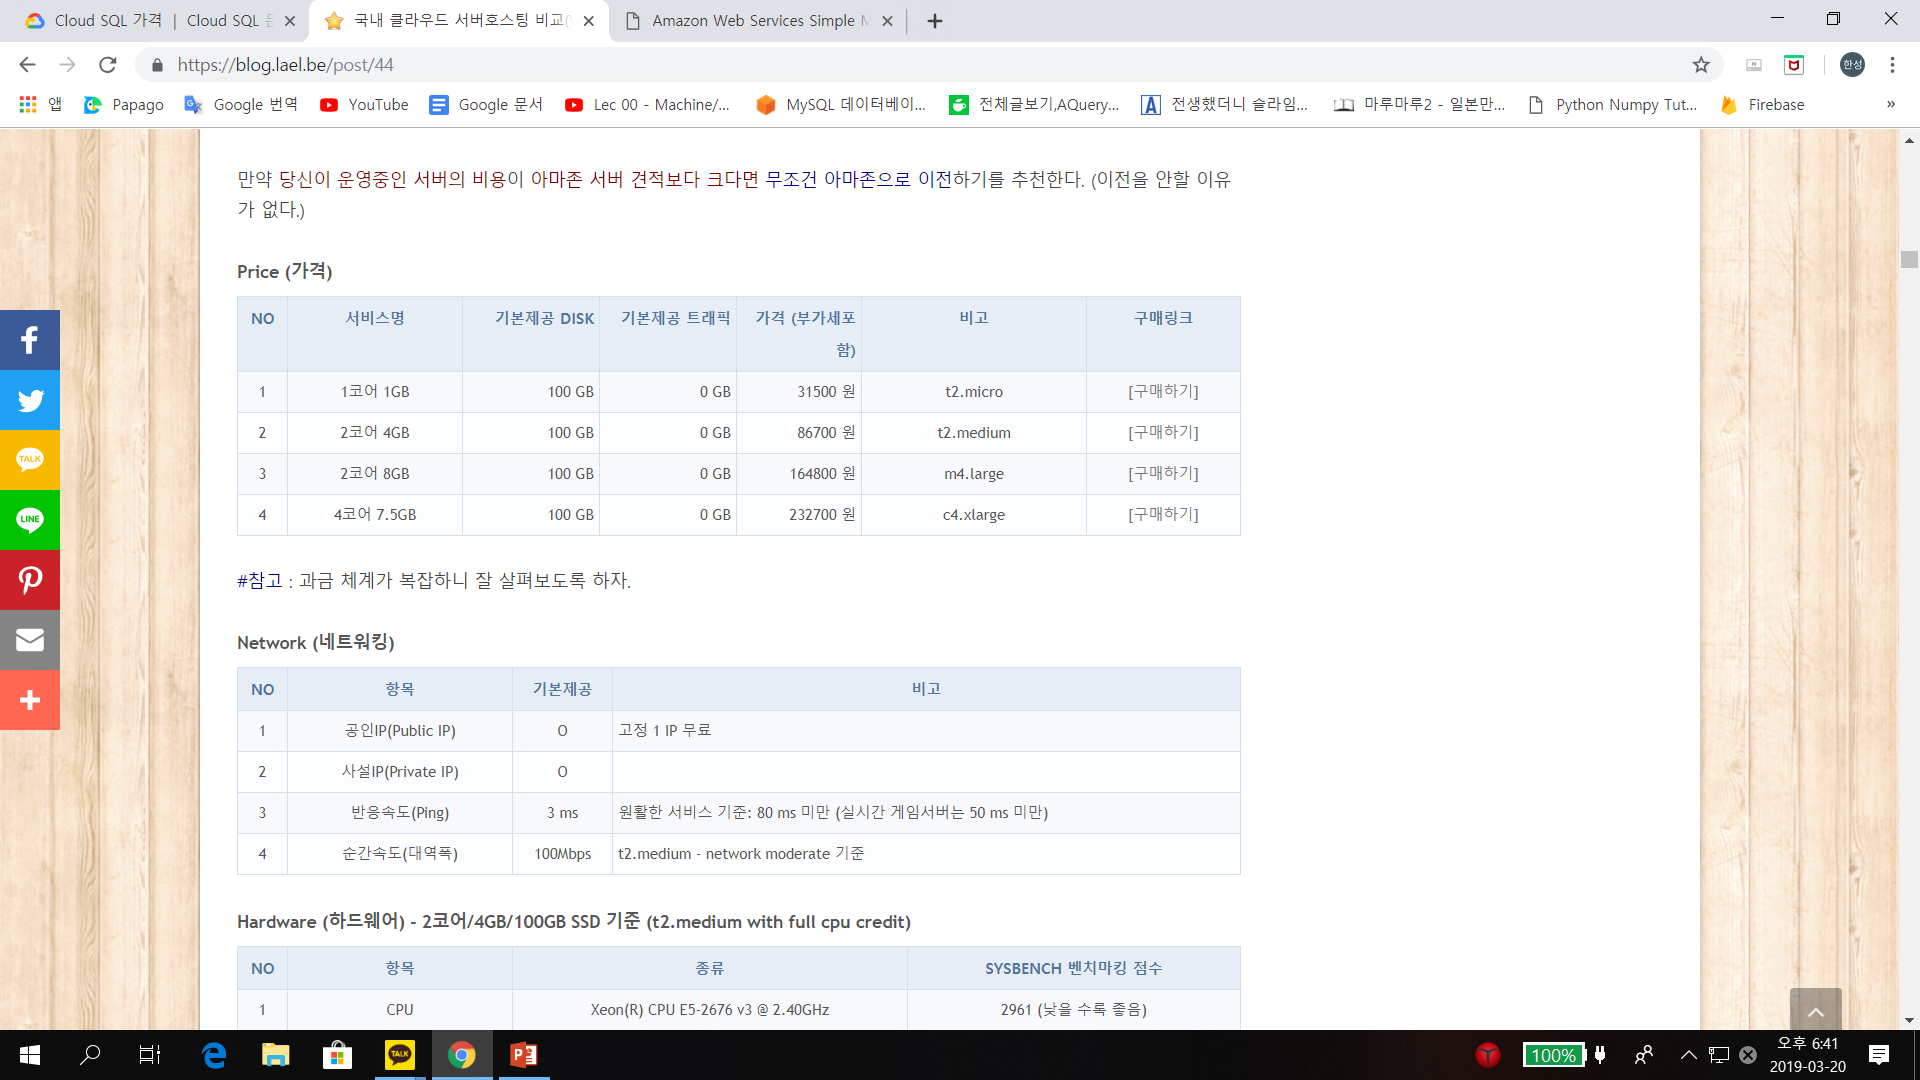 Cloud SQL 가격 | Cloud SQL
국내 클라우드 서버호스팅 비교(
Amazon Web Services Simple M
https://blog.lael.be/post/44
한성
앱
Papago
Google 번역
YouTube
Google 문서
Lec 00 - Machine/...
MySQL 데이터베이...
전체글보기,AQuery...
전생했더니 슬라임...
마루마루2 - 일본만...
Python Numpy Tut...
Firebase
»
만약 당신이 운영중인 서버의 비용이 아마존 서버 견적보다 크다면 무조건 아마존으로 이전하기를 추천한다. (이전을 안할 이유
가 없다.)
Price (가격)
NO 서비스명 기본제공 DISK 기본제공 트래픽 가격 (부가세포 비고 구매링크
함)
1 1코어 1GB 100 GB 0 GB 31500 원 t2.micro [구매하기]
2 2코어 4GB 100 GB 0 GB 86700 원 t2.medium [구매하기]
3 2코어 8GB 100 GB 0 GB 164800 원 m4.large [구매하기]
4 4코어 7.5GB 100 GB 0 GB 232700 원 c4.xlarge [구매하기]
TALK
LINE
#참고 : 과금 체계가 복잡하니 잘 살펴보도록 하자.
Network (네트워킹)
NO 항목 기본제공 비고
1 공인IP(Public IP) O 고정 1 IP 무료
2 사설IP(Private IP) O
3 반응속도(Ping) 3 ms 원활한 서비스 기준: 80 ms 미만 (실시간 게임서버는 50 ms 미만)
4 순간속도(대역폭) 100Mbps t2.medium - network moderate 기준
Hardware (하드웨어) - 2코어/4GB/100GB SSD 기준 (t2.medium with full cpu credit)
NO 항목 종류 SYSBENCH 벤치마킹 점수
1 CPU Xeon(R) CPU E5-2676 v3 @ 2.40GHz 2961 (낮을 수록 좋음)
TALK
100%
오후 6:41
2019-03-20